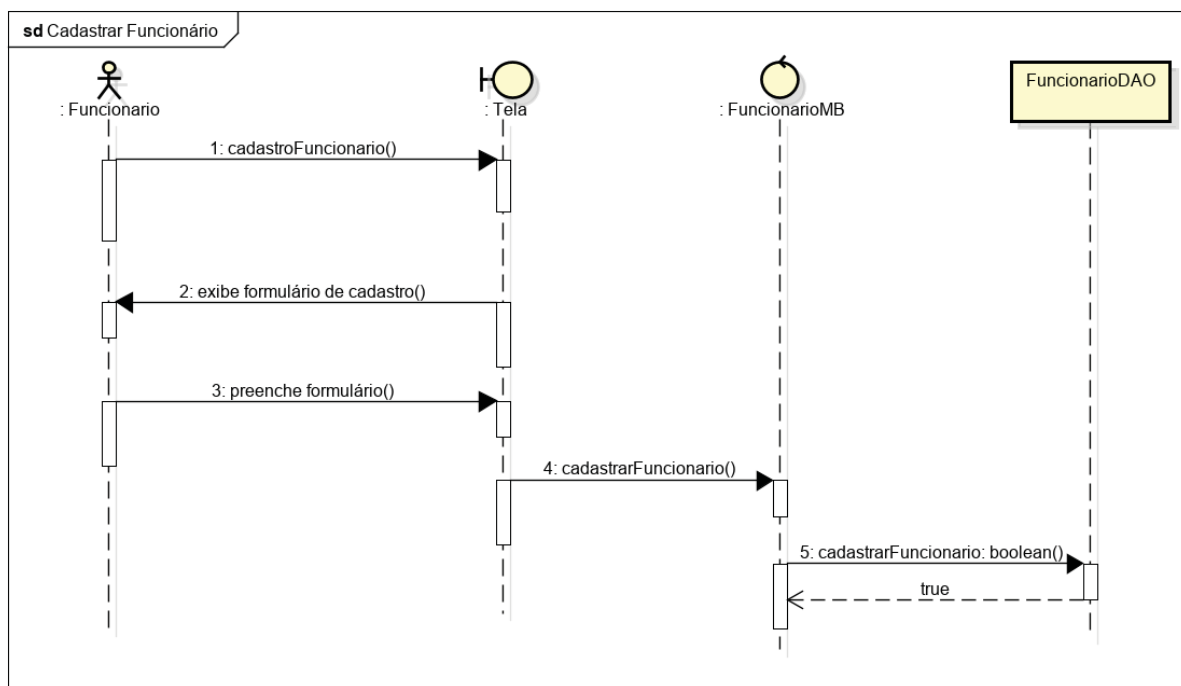 sd Cadastrar Funcionário
: Funcionario
: Tela
: FuncionarioMB
FuncionarioDAO
1: cadastroFuncionario()
2: exibe formulário de cadastro()
3: preenche formulário()
4: cadastrarFuncionario()
5: cadastrarFuncionario: boolean()
true